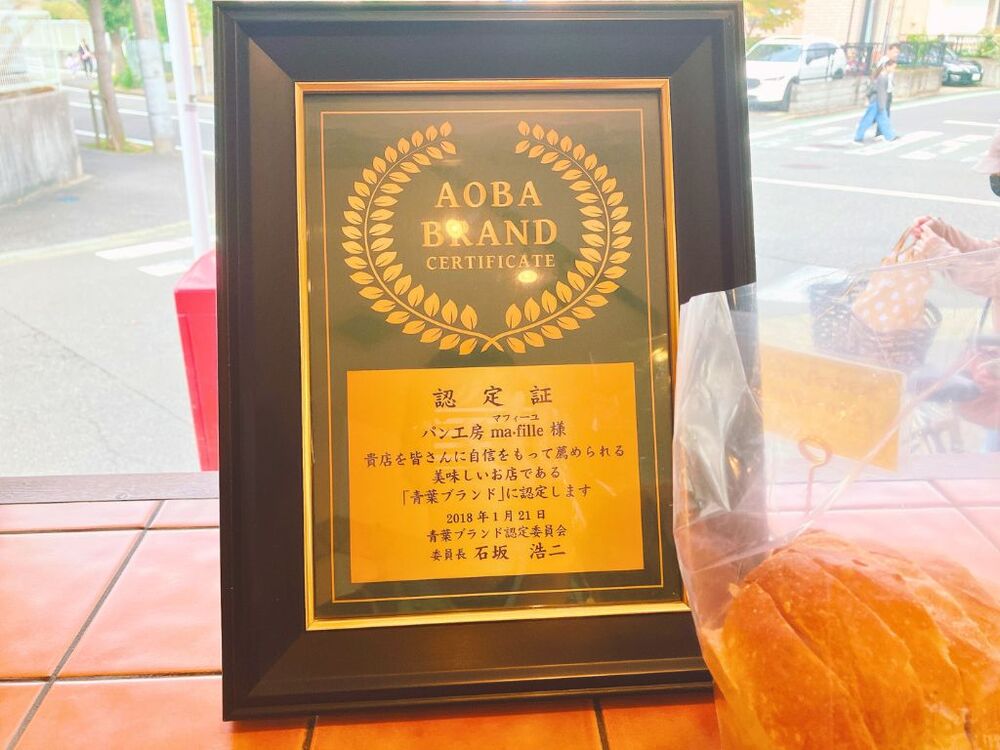 AOBA
BRAND
CERTIFICATE
認定証
マフィーユ
パン工房 ma・fille 様
貴店を皆さんに自信をもって薦められる
美味しいお店である
「青葉ブランド」に認定します
2018年1月21日
青葉ブランド認定委員会
委員長 石坂 浩二